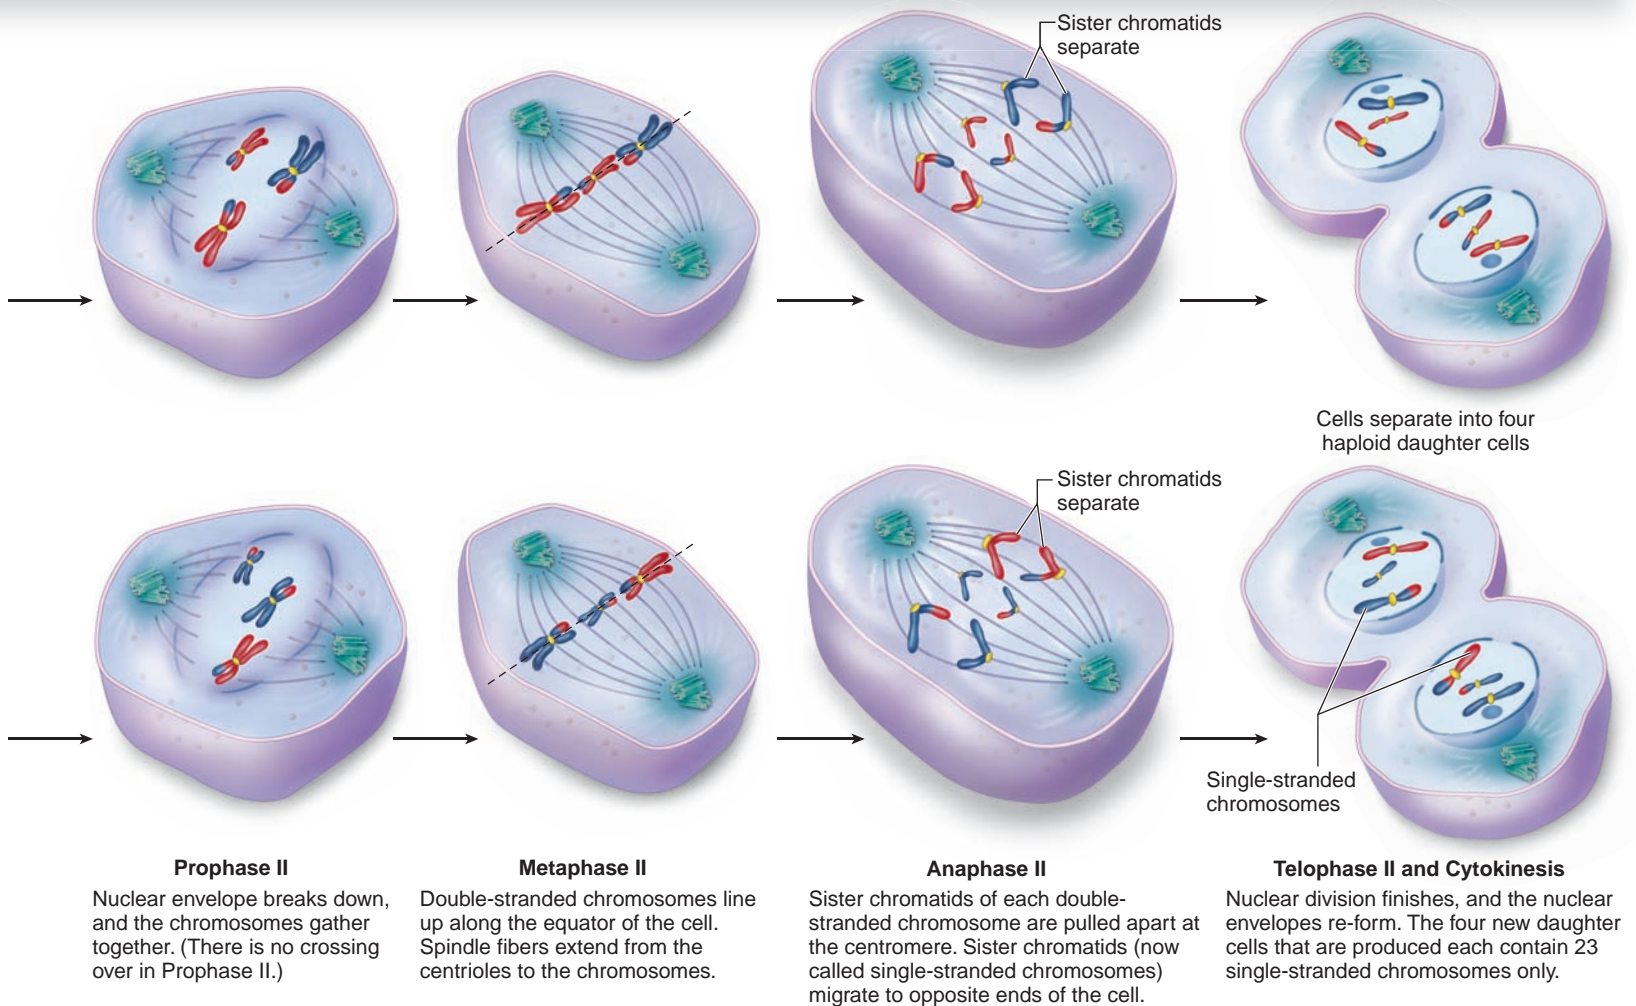 Sister chromatids
separate
Cells separate into four
haploid daughter cells
Sister chromatids
separate
Single-stranded
chromosomes
Prophase II
Nuclear envelope breaks down,
and the chromosomes gather
together. (There is no crossing
over in Prophase II.)
Metaphase II
Double-stranded chromosomes line
up along the equator of the cell.
Spindle fibers extend from the
centrioles to the chromosomes.
Anaphase II
Sister chromatids of each double-
stranded chromosome are pulled apart at
the centromere. Sister chromatids (now
called single-stranded chromosomes)
migrate to opposite ends of the cell.
Telophase II and Cytokinesis
Nuclear division finishes, and the nuclear
envelopes re-form. The four new daughter
cells that are produced each contain 23
single-stranded chromosomes only.